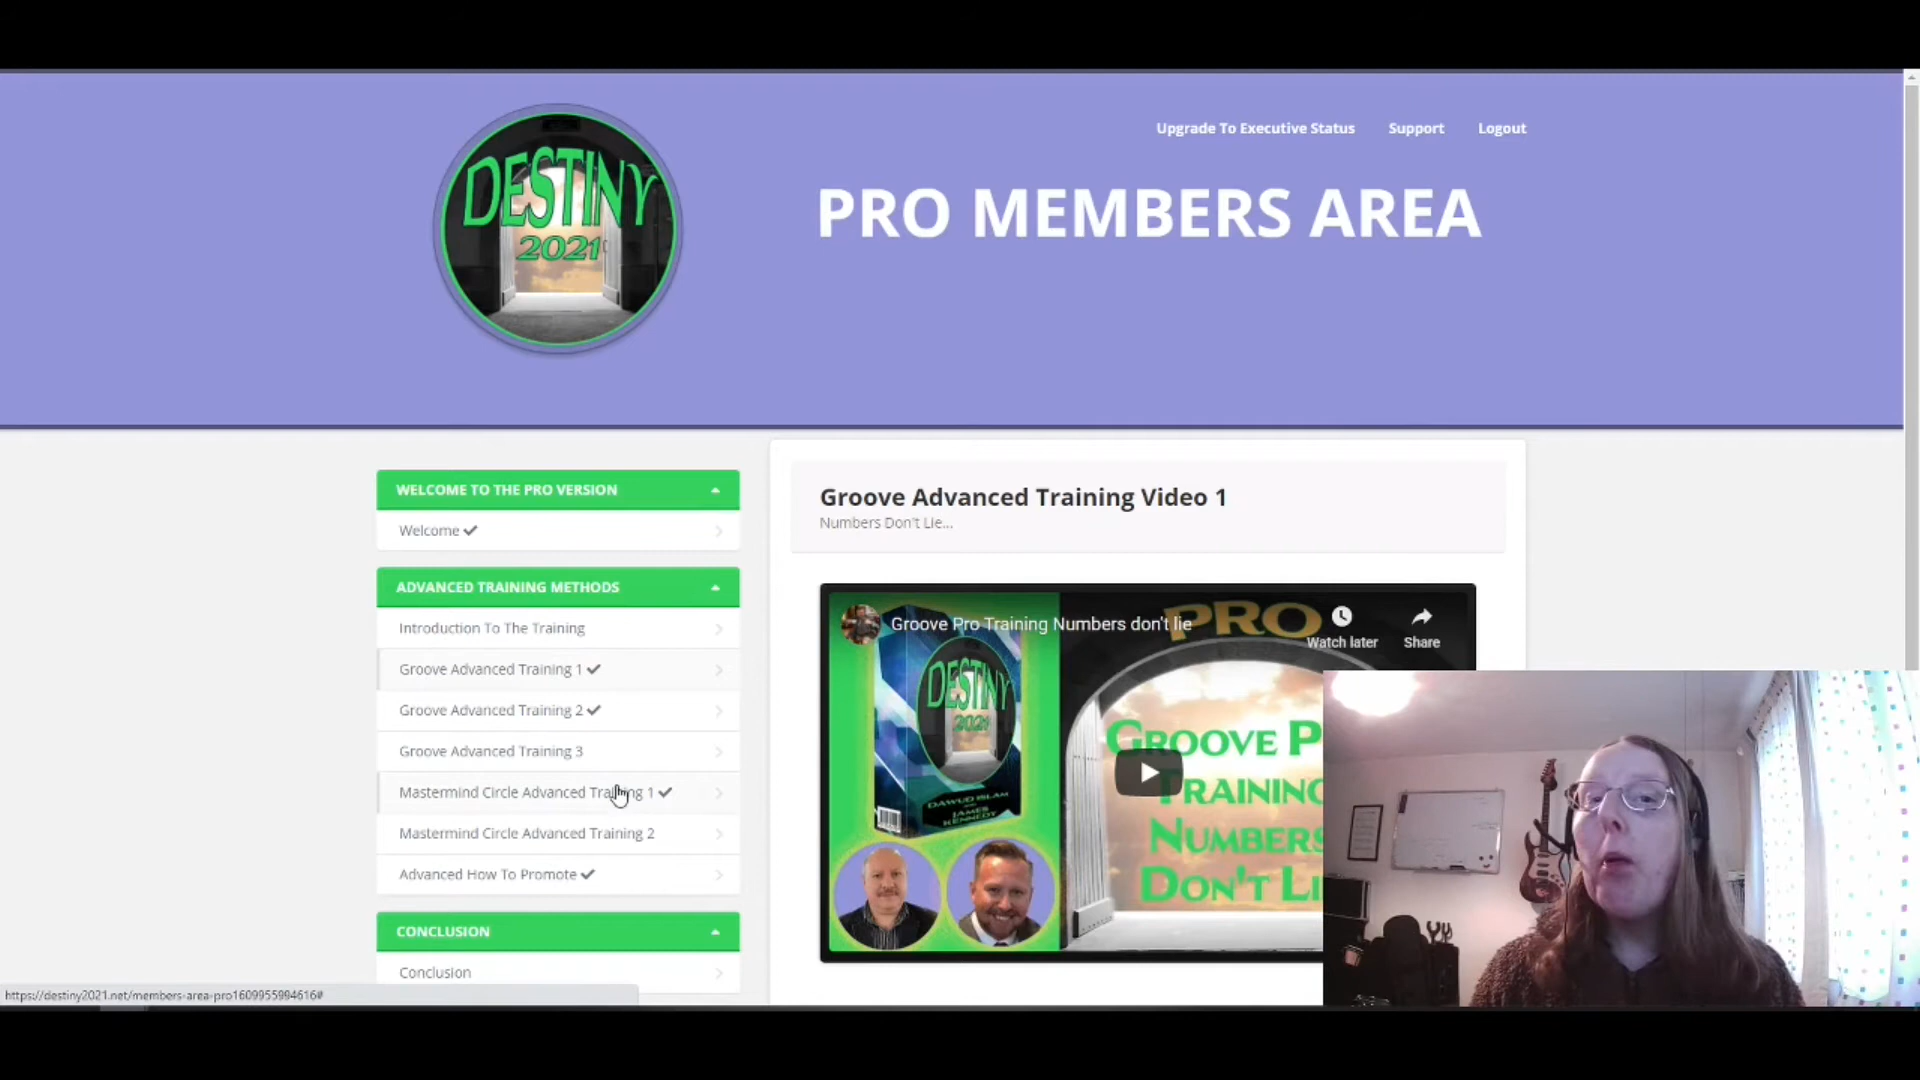 DESTINY
2021
Upgrade To Executive Status
Support
Logout
PRO MEMBERS AREA
WELCOME TO THE PRO VERSION
Welcome
ADVANCED TRAINING METHODS
Introduction To The Training
Groove Advanced Training 1
Groove Advanced Training 2
Groove Advanced Training 3
Mastermind Circle Advanced Training 1
Mastermind Circle Advanced Training 2
Advanced How To Promote
CONCLUSION
Conclusion
Groove Advanced Training Video 1
Numbers Don't Lie...
Groove Pro Training Numbers don't lie
PRO
Watch later
Share
DESTINY
2021
DAWUD ISLAM
JAMES
KENNEDY
GROOVE P
TRAINING
NUMBERS
DON'T LI
https://destiny2021.net/members-area-pro1609955994616#